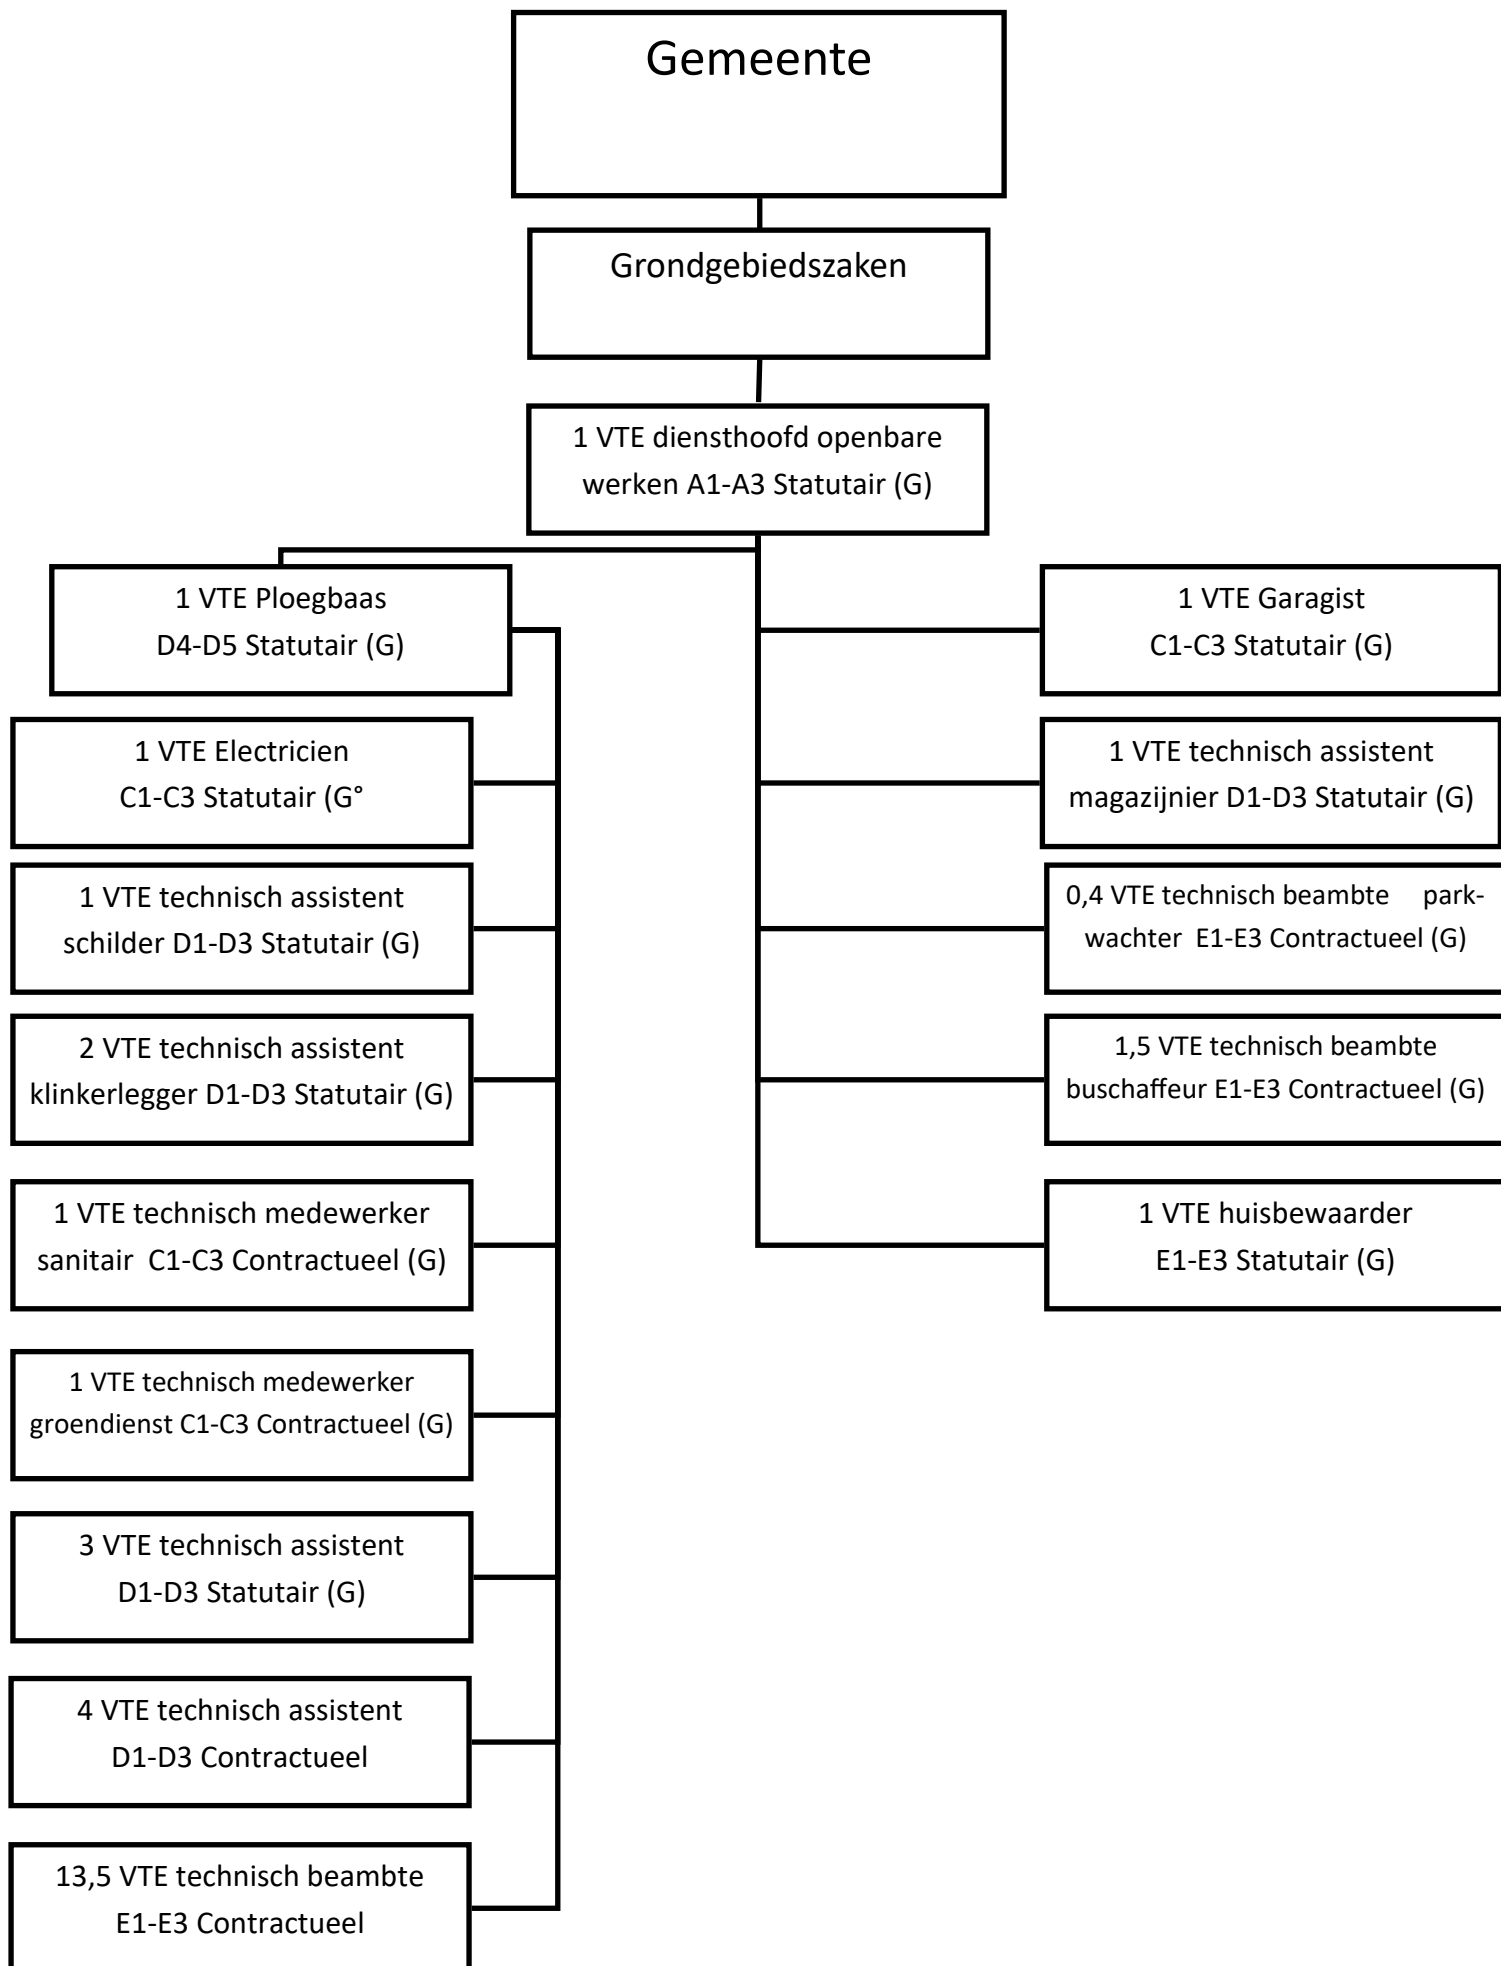 Gemeente
Grondgebiedszaken
1 VTE diensthoofd openbare
werken A1-A3 Statutair (G)
1 VTE Ploegbaas
D4-D5 Statutair (G)
1 VTE Electricien
C1-C3 Statutair (G°
1 VTE technisch assistent
schilder D1-D3 Statutair (G)
2 VTE technisch assistent
klinkerlegger D1-D3 Statutair (G)
1 VTE technisch medewerker
sanitair C1-C3 Contractueel (G)
1 VTE technisch medewerker
groendienst C1-C3 Contractueel (G)
3 VTE technisch assistent
D1-D3 Statutair (G)
4 VTE technisch assistent
D1-D3 Contractueel
13,5 VTE technisch beambte
E1-E3 Contractueel
1 VTE Garagist
C1-C3 Statutair (G)
1 VTE technisch assistent
magazijnier D1-D3 Statutair (G)
0,4 VTE technisch beambte park-
wachter E1-E3 Contractueel (G)
1,5 VTE technisch beambte
buschaffeur E1-E3 Contractueel (G)
1 VTE huisbewaarder
E1-E3 Statutair (G)